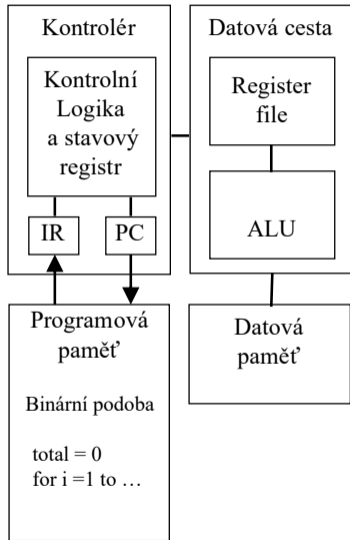 Kontrolér
Kontrolní
Logika
a stavový
registr
IR
PC
Datová cesta
Register
file
ALU
Programová
paměť
Binární podoba
total = 0
for i =1 to …
Datová
paměť